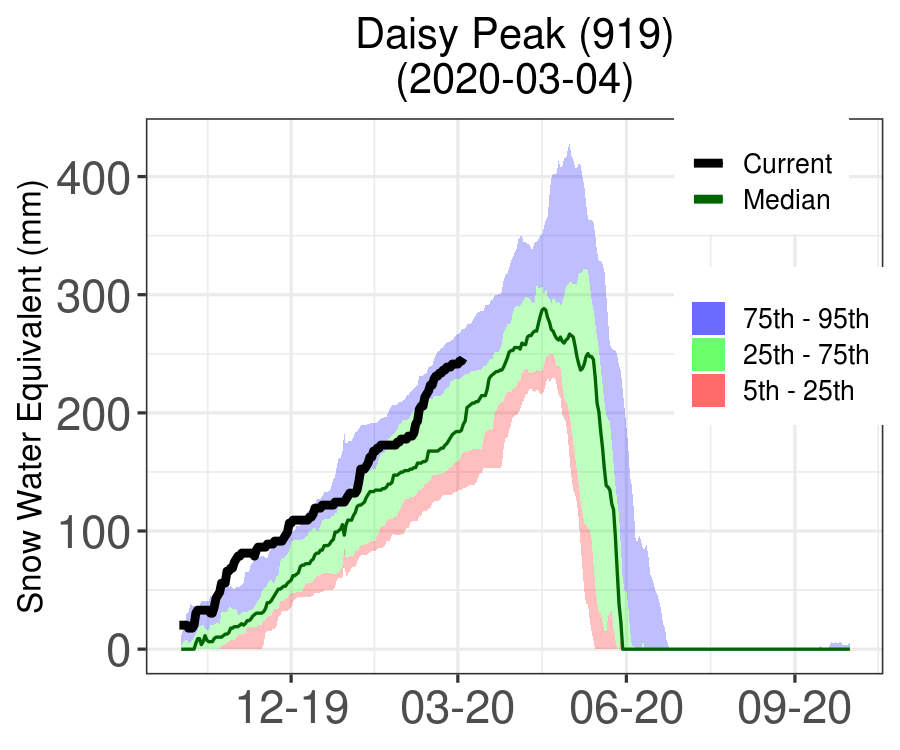 Daisy Peak (919)
(2020-03-04)
Snow Water Equivalent (mm)
400
300
200
100
0
12-19
03-20
06-20
09-20
Current
Median
75th - 95th
25th - 75th
5th - 25th